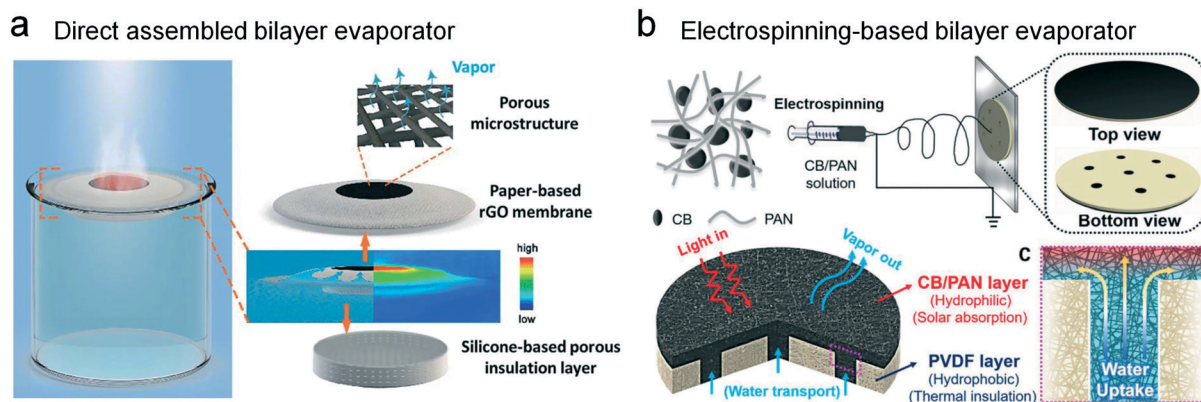 a Direct assembled bilayer evaporator
Vapor
Porous
microstructure
Paper-based
rGO membrane
high
low
Silicone-based porous
insulation layer
b Electrospinning-based bilayer evaporator
Electrospinning
CB/PAN
solution
CB
PAN
Top view
Bottom view
Light in
Vapor out
CB/PAN layer
(Hydrophilic)
(Solar absorption)
PVDF layer
(Hydrophobic)
(Thermal insulation)
(Water transport)
c
Water
Uptake